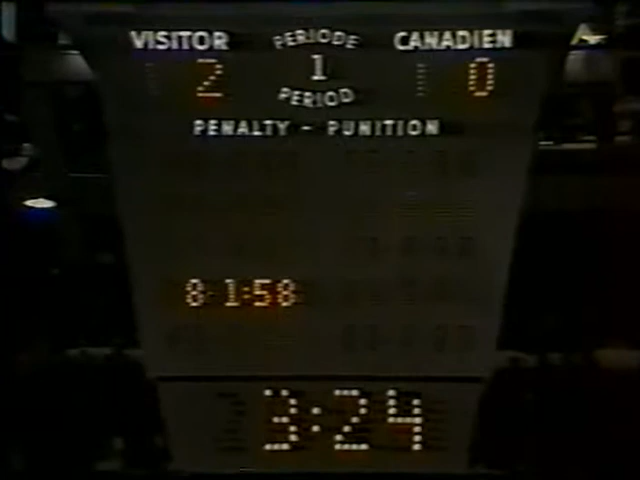 VISITOR PERIODE CANADIEN
2 1 0
PERIOD
PENALTY - PUNITION
8 1:58
3:24